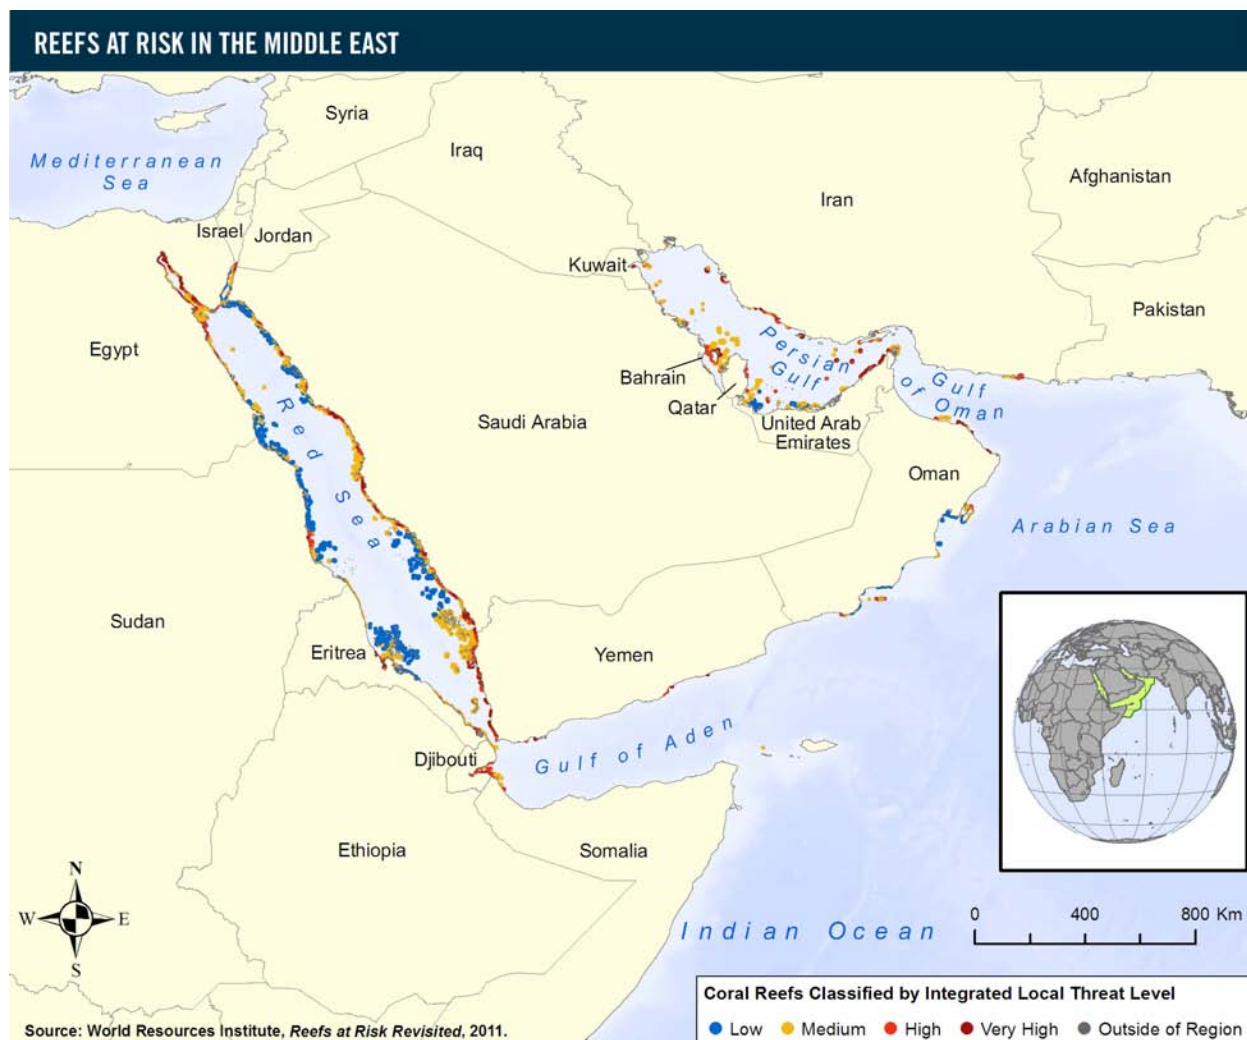 REEFS AT RISK IN THE MIDDLE EAST
Syria
Mediterranean
Sea
Iraq
Afghanistan
Iran
Israel
Jordan
Kuwait
Pakistan
Egypt
Persian
Gulf
Bahrain
Qatar
Gulf
of Oman
Red Sea
Saudi Arabia
United Arab
Emirates
Oman
Arabian Sea
Sudan
Eritrea
Yemen
Djibouti
Gulf of Aden
Ethiopia
Somalia
N
W
E
S
Indian Ocean
0 400 800 Km
Coral Reefs Classified by Integrated Local Threat Level
Low Medium High Very High Outside of Region
Source: World Resources Institute, Reefs at Risk Revisited, 2011.